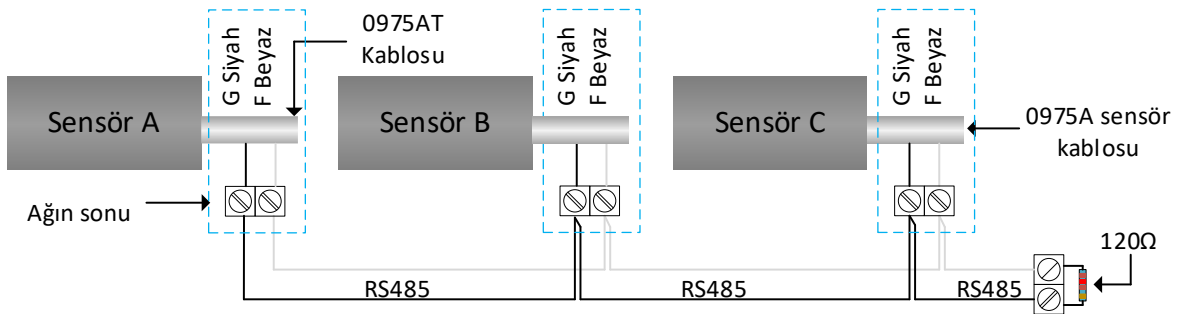 0975AT
Kablosu
G Siyah
F Beyaz
G Siyah
F Beyaz
G Siyah
F Beyaz
Sensör A
Sensör B
Sensör C
0975A sensör
kablosu
Ağın sonu
120Ω
RS485
RS485
RS485